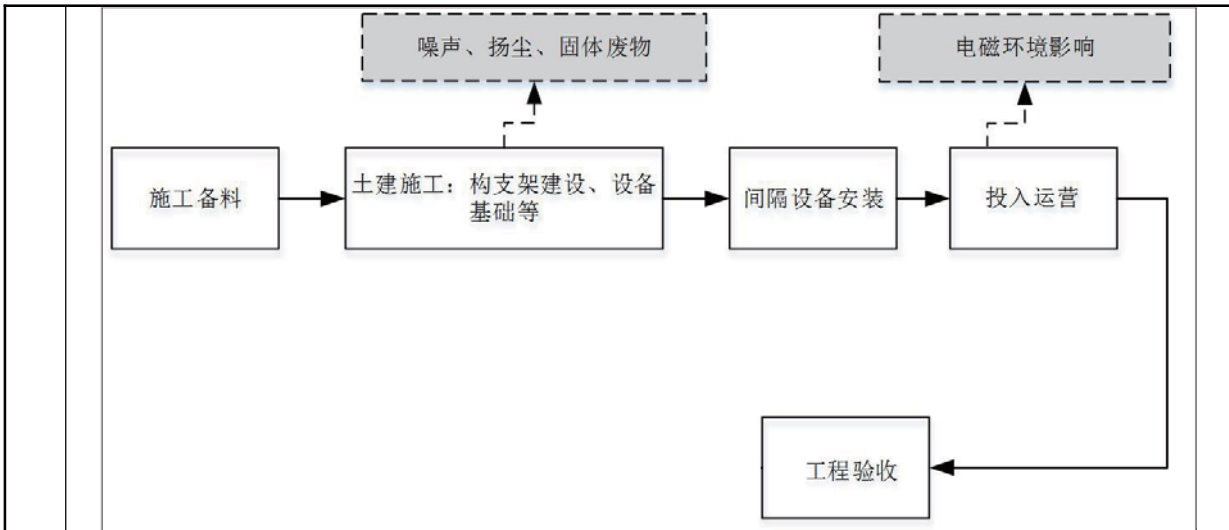 噪声、扬尘、固体废物
电磁环境影响
施工备料
土建施工：构支架建设、设备
基础等
间隔设备安装
投入运营
工程验收